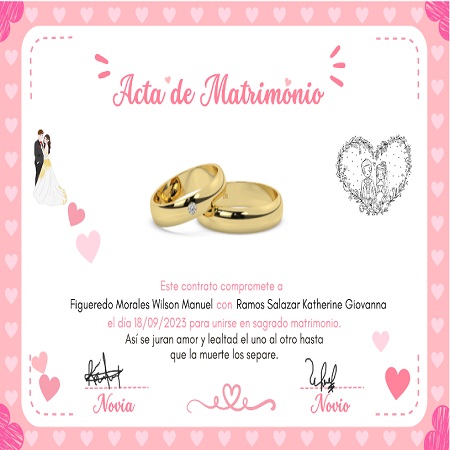 Acta de Matrimonio
Este contrato compromete a
Figueredo Morales Wilson Manuel con Ramos Salazar Katherine Giovanna
el día 18/09/2023 para unirse en sagrado matrimonio.
Así se juran amor y lealtad el uno al otro hasta
que la muerte los separe.
Novia
Novio